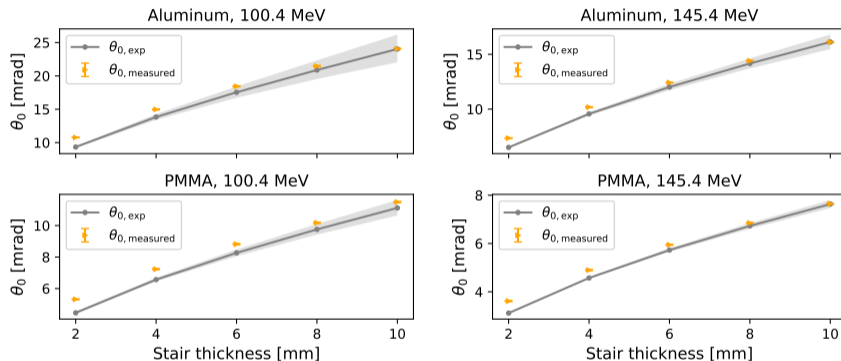 Aluminum, 100.4 MeV
θ0, exp
θ0, measured
θ0 [mrad]
25
20
15
10
Aluminum, 145.4 MeV
θ0, exp
θ0, measured
θ0 [mrad]
15
10
PMMA, 100.4 MeV
θ0, exp
θ0, measured
θ0 [mrad]
10
8
6
2 4 6 8 10
Stair thickness [mm]
PMMA, 145.4 MeV
θ0, exp
θ0, measured
θ0 [mrad]
8
6
4
2 4 6 8 10
Stair thickness [mm]